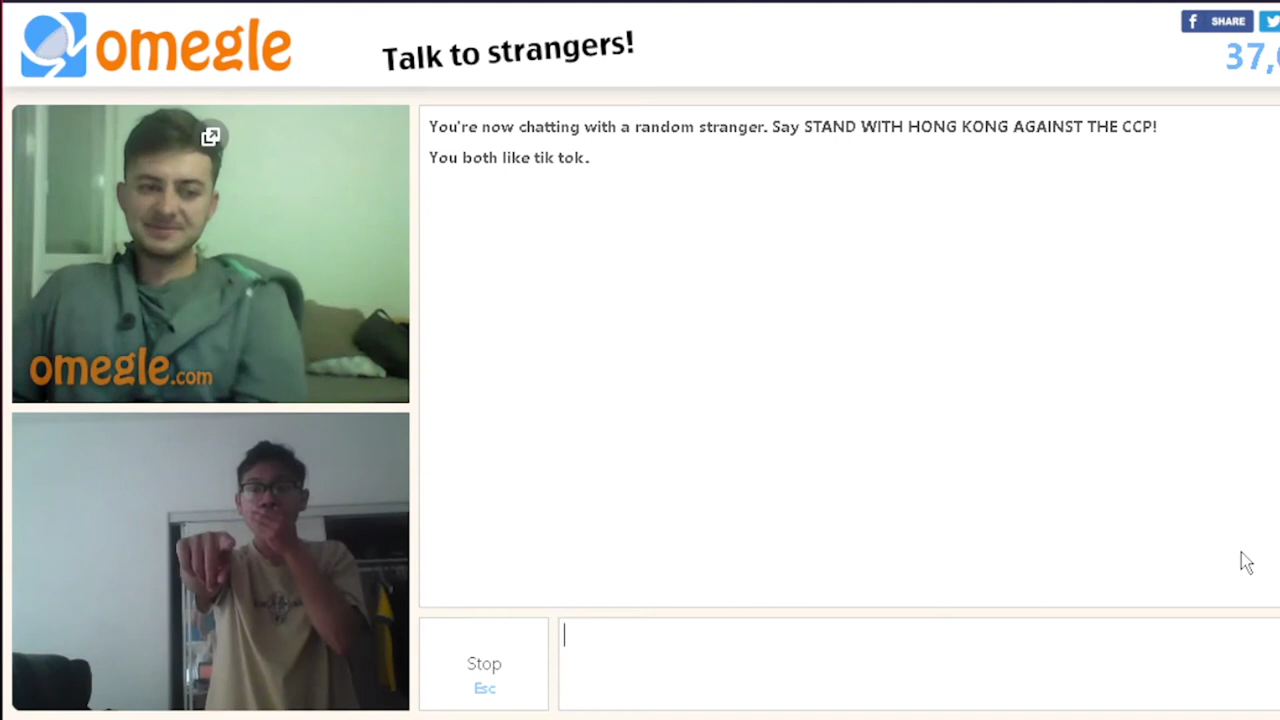 omegle
Talk to strangers!
SHARE
You're now chatting with a random stranger. Say STAND WITH HONG KONG AGAINST THE CCP!
You both like tik tok.
omegle.com
Stop
Esc